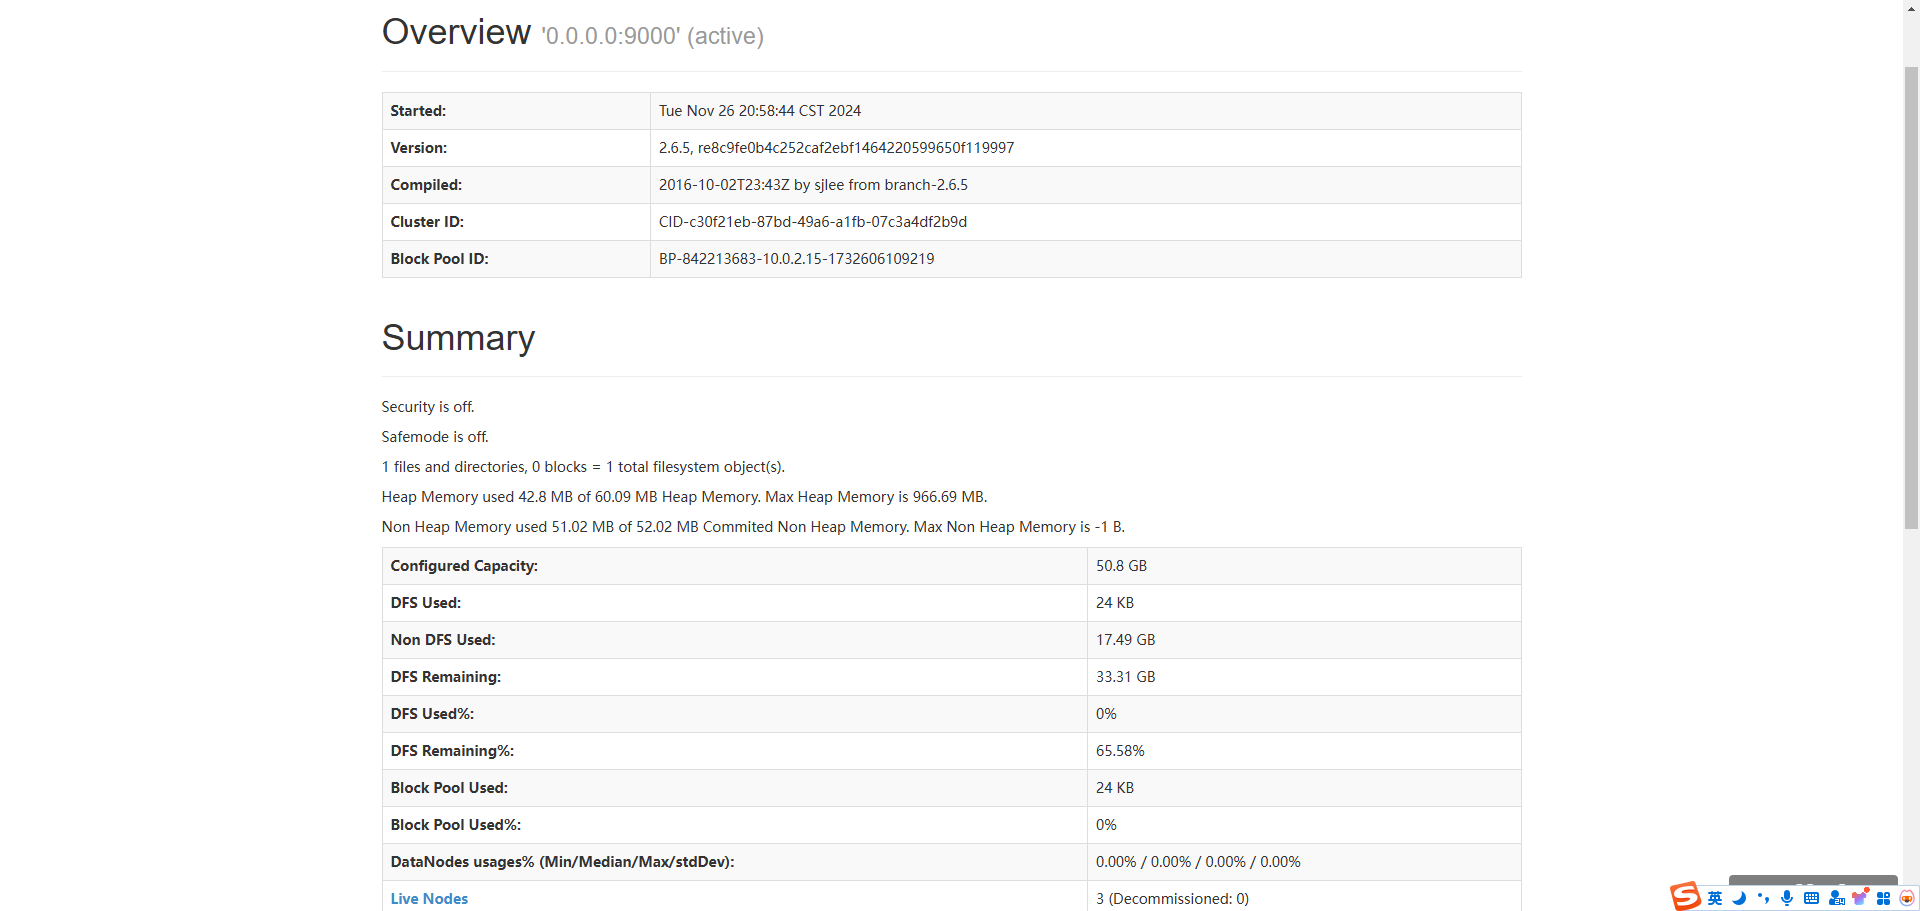 Overview '0.0.0.0:9000' (active)
Started: Tue Nov 26 20:58:44 CST 2024
Version: 2.6.5, re8c9fe0b4c252caf2ebf1464220599650f119997
Compiled: 2016-10-02T23:43Z by sjlee from branch-2.6.5
Cluster ID: CID-c30f21eb-87bd-49a6-a1fb-07c3a4df2b9d
Block Pool ID: BP-842213683-10.0.2.15-1732606109219
Summary
Security is off.
Safemode is off.
1 files and directories, 0 blocks = 1 total filesystem object(s).
Heap Memory used 42.8 MB of 60.09 MB Heap Memory. Max Heap Memory is 966.69 MB.
Non Heap Memory used 51.02 MB of 52.02 MB Commited Non Heap Memory. Max Non Heap Memory is -1 B.
Configured Capacity: 50.8 GB
DFS Used: 24 KB
Non DFS Used: 17.49 GB
DFS Remaining: 33.31 GB
DFS Used%: 0%
DFS Remaining%: 65.58%
Block Pool Used: 24 KB
Block Pool Used%: 0%
DataNodes usages% (Min/Median/Max/stdDev): 0.00% / 0.00% / 0.00% / 0.00%
Live Nodes 3 (Decommissioned: 0)
英